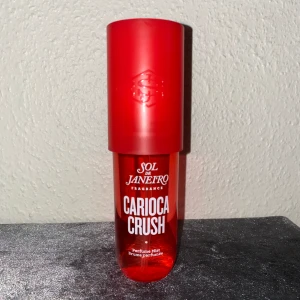 SOL
DE
JANEIRO
FRAGRANCE
CARIOCA
CRUSH
Perfume Mist
Brume parfumée